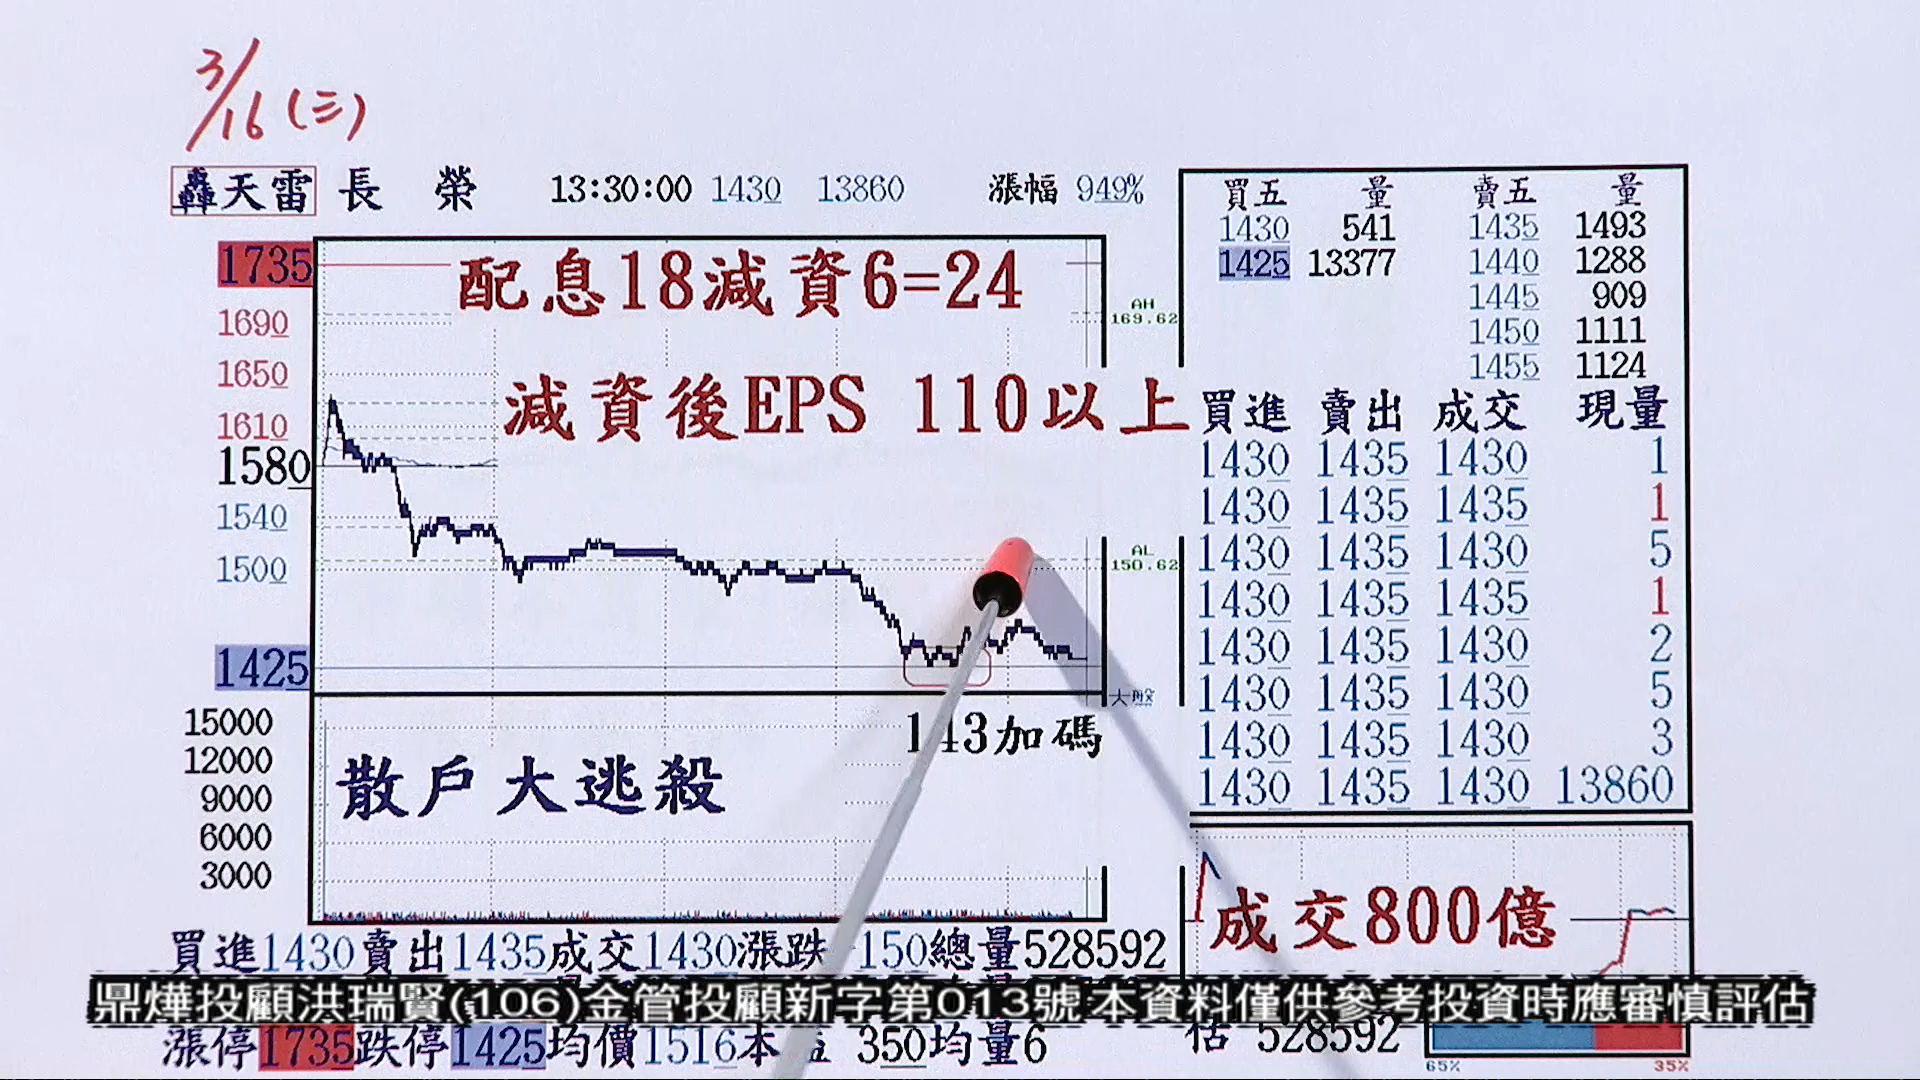 3/16(三)
轟天雷 長 榮 13:30:00 1430 13860 漲幅 949%
1735
1690
1650
1610
1580
1540
1500
1425
15000
12000
9000
6000
3000
配息18減資6=24
減資後EPS 110以上
AH
169.62
AL
150.62
大盤
143加碼
散戶大逃殺
買五 量 賣五 量
1430 541 1435 1493
1425 13377 1440 1288
1445 909
1450 1111
1455 1124
買進 賣出 成交 現量
1430 1435 1430 1
1430 1435 1435 1
1430 1435 1430 5
1430 1435 1435 1
1430 1435 1430 2
1430 1435 1430 5
1430 1435 1430 3
1430 1435 1430 13860
成交800億
買進1430賣出1435成交1430漲跌 150總量528592
鼎燁投顧洪瑞賢(106)金管投顧新字第013號本資料僅供參考投資時應審慎評估
漲停1735跌停1425均價1516本 益 350均量6
估 528592
65% 35%